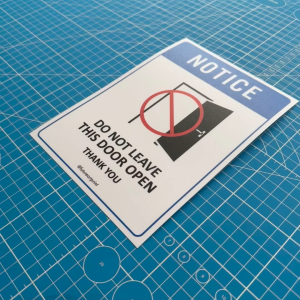 NOTICE
DO NOT LEAVE
THIS DOOR OPEN
THANK YOU